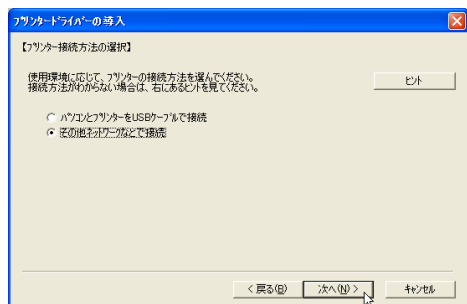 プリンタードライバーの導入
【プリンター接続方法の選択】
使用環境に応じて、プリンターの接続方法を選んでください。
接続方法がわからない場合は、右にあるヒントを見てください。
ヒント
パソコンとプリンターをUSBケーブルで接続
その他ネットワークなどで接続
< 戻る(B)
次へ(N) >
キャンセル